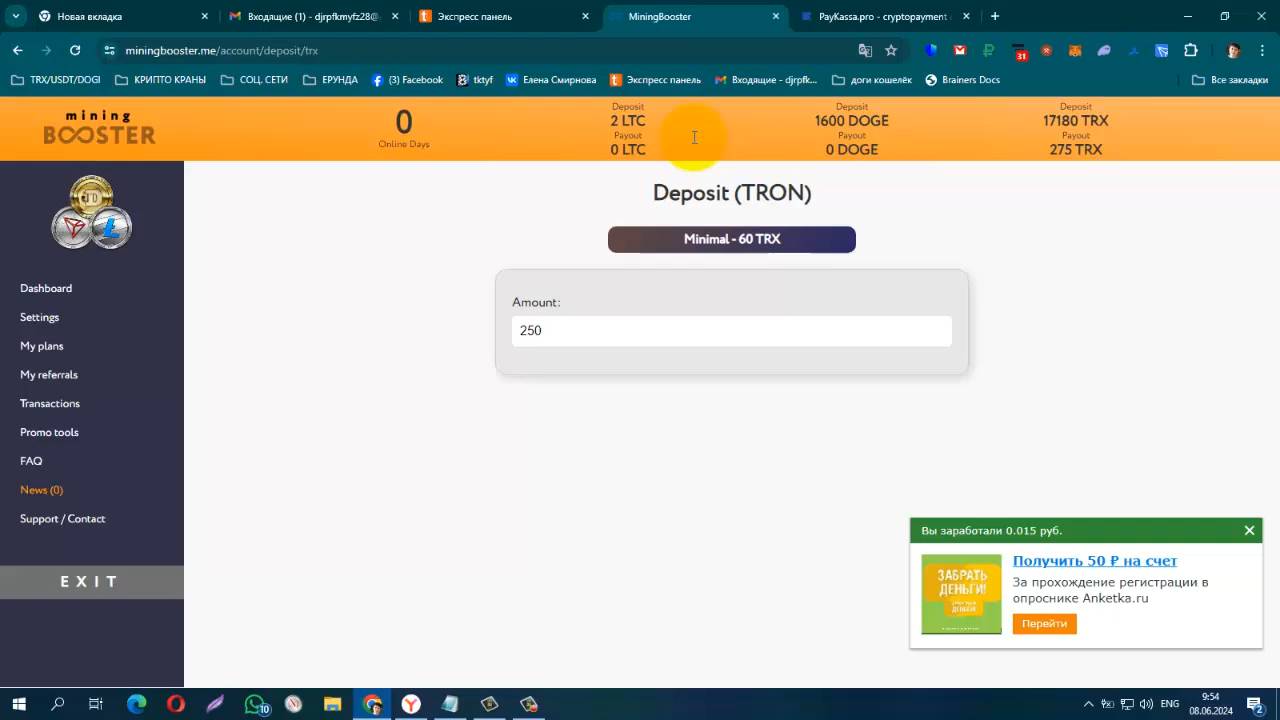 Новая вкладка
Входящие (1) - djrpfkmyfz28@
Экспресс панель
MiningBooster
PayKassa.pro - cryptopayment
miningbooster.me/account/deposit/trx
31
TRX/USDT/DOGI
КРИПТО КРАНЫ
СОЦ. СЕТИ
ЕРУНДА
(3) Facebook
tktyf
Елена Смирнова
Экспресс панель
Входящие - djrpfk...
доги кошелёк
Brainers Docs
Все закладки
mining
BOOSTER
0
Online Days
Deposit
2 LTC
Payout
0 LTC
Deposit
1600 DOGE
Payout
0 DOGE
Deposit
17180 TRX
Payout
275 TRX
Deposit (TRON)
Minimal - 60 TRX
Amount:
250
Dashboard
Settings
My plans
My referrals
Transactions
Promo tools
FAQ
News (0)
Support / Contact
EXIT
Вы заработали 0.015 руб.
ЗАБРАТЬ
ДЕНЬГИ!
Получить 50 ₽ на счет
За прохождение регистрации в
опроснике Anketka.ru
Перейти
10
ENG
9:54
08.06.2024
2